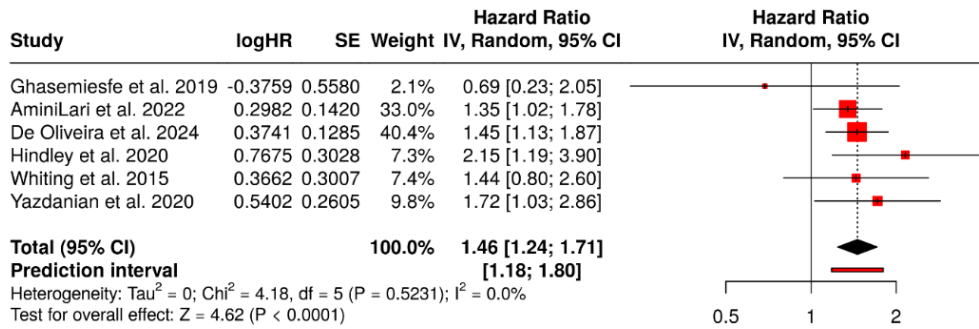 Hazard Ratio Hazard Ratio
Study logHR SE Weight IV, Random, 95% CI IV, Random, 95% CI
Ghasemiesfe et al. 2019 -0.3759 0.5580 2.1% 0.69 [0.23; 2.05]
AminiLari et al. 2022 0.2982 0.1420 33.0% 1.35 [1.02; 1.78]
De Oliveira et al. 2024 0.3741 0.1285 40.4% 1.45 [1.13; 1.87]
Hindley et al. 2020 0.7675 0.3028 7.3% 2.15 [1.19; 3.90]
Whiting et al. 2015 0.3662 0.3007 7.4% 1.44 [0.80; 2.60]
Yazdanian et al. 2020 0.5402 0.2605 9.8% 1.72 [1.03; 2.86]
Total (95% CI) 100.0% 1.46 [1.24; 1.71]
Prediction interval [1.18; 1.80]
Heterogeneity: Tau² = 0; Chi² = 4.18, df = 5 (P = 0.5231); I² = 0.0%
Test for overall effect: Z = 4.62 (P < 0.0001)
0.5 1 2